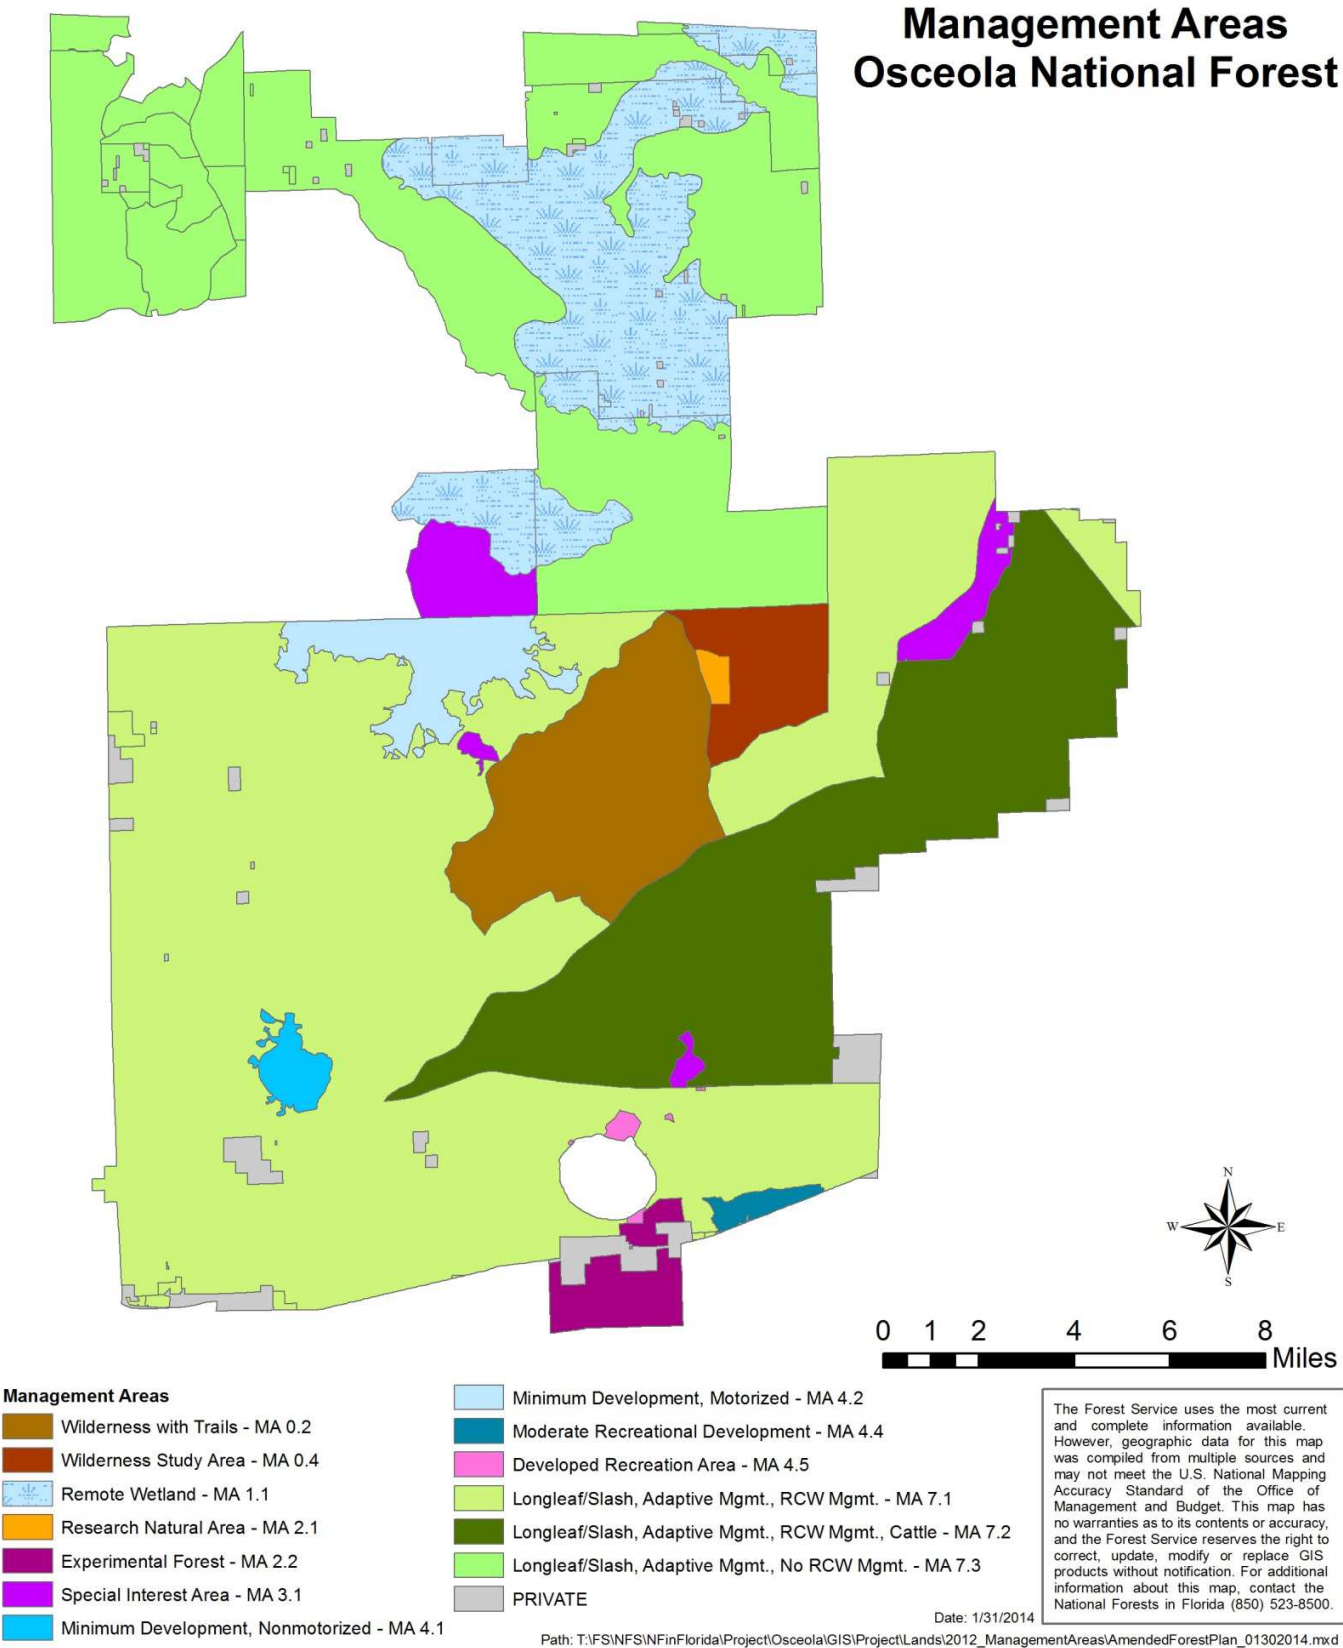 Management Areas
Osceola National Forest
N
W
E
S
0 1 2 4 6 8
Miles
Management Areas
Wilderness with Trails - MA 0.2
Wilderness Study Area - MA 0.4
Remote Wetland - MA 1.1
Research Natural Area - MA 2.1
Experimental Forest - MA 2.2
Special Interest Area - MA 3.1
Minimum Development, Nonmotorized - MA 4.1
Minimum Development, Motorized - MA 4.2
Moderate Recreational Development - MA 4.4
Developed Recreation Area - MA 4.5
Longleaf/Slash, Adaptive Mgmt., RCW Mgmt. - MA 7.1
Longleaf/Slash, Adaptive Mgmt., RCW Mgmt., Cattle - MA 7.2
Longleaf/Slash, Adaptive Mgmt., No RCW Mgmt. - MA 7.3
PRIVATE
The Forest Service uses the most current
and complete information available.
However, geographic data for this map
was compiled from multiple sources and
may not meet the U.S. National Mapping
Accuracy Standard of the Office of
Management and Budget. This map has
no warranties as to its contents or accuracy,
and the Forest Service reserves the right to
correct, update, modify or replace GIS
products without notification. For additional
information about this map, contact the
National Forests in Florida (850) 523-8500.
Date: 1/31/2014
Path: T:\FS\NFS\NFinFlorida\Project\Osceola\GIS\Project\Lands\2012_ManagementAreas\AmendedForestPlan_01302014.mxd